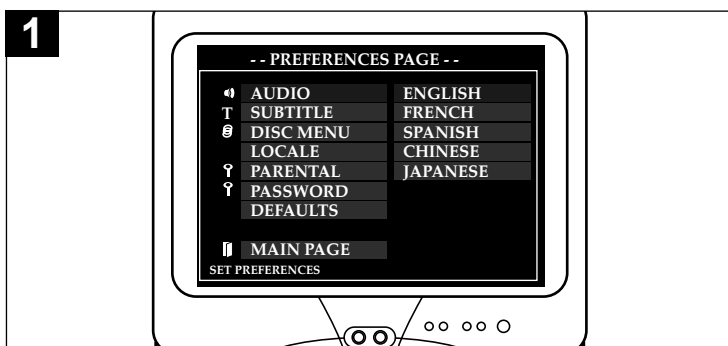 1
- - PREFERENCES PAGE - -
AUDIO ENGLISH
T SUBTITLE FRENCH
DISC MENU SPANISH
LOCALE CHINESE
PARENTAL JAPANESE
PASSWORD
DEFAULTS
MAIN PAGE
SET PREFERENCES